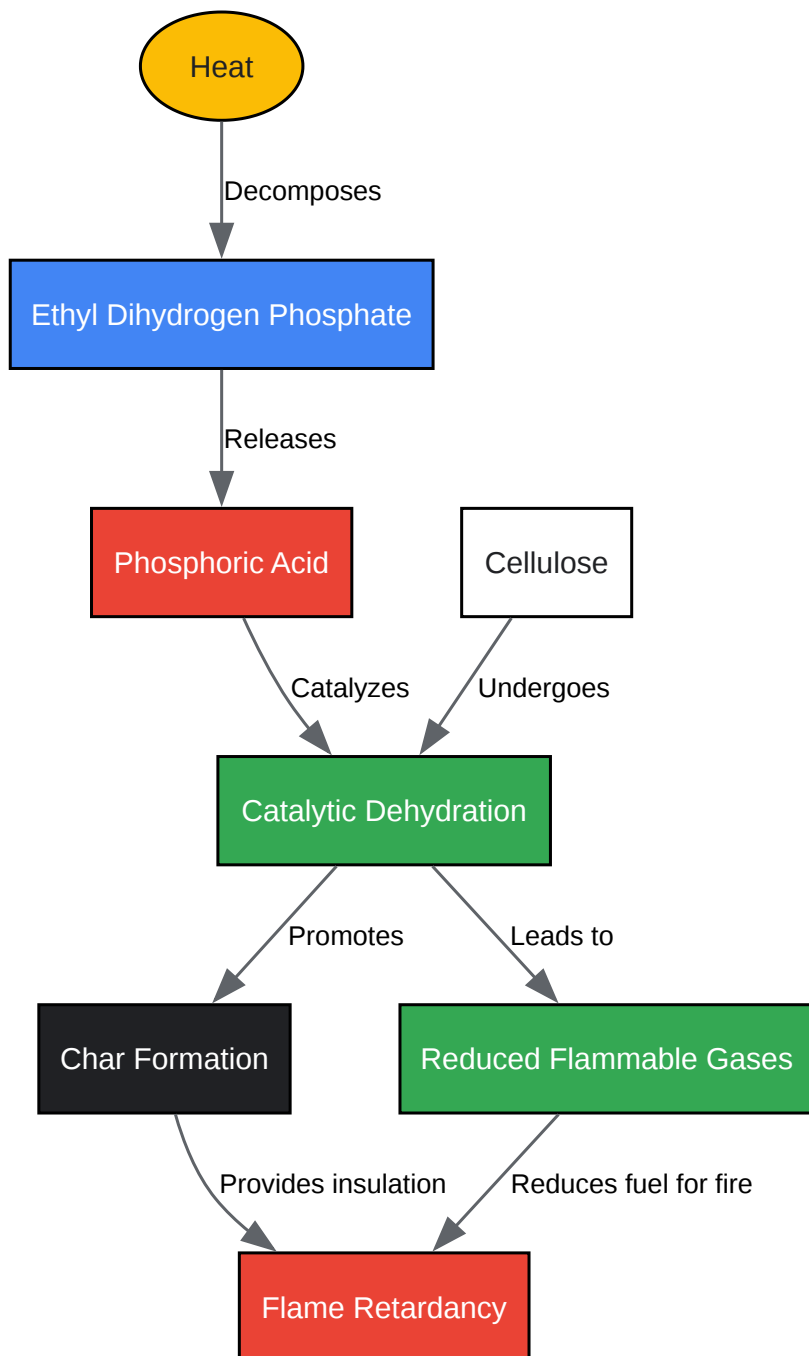 Heat
Decomposes
Ethyl Dihydrogen Phosphate
Releases
Phosphoric Acid
Cellulose
Catalyzes
Undergoes
Catalytic Dehydration
Promotes
Leads to
Char Formation
Reduced Flammable Gases
Provides insulation
Reduces fuel for fire
Flame Retardancy